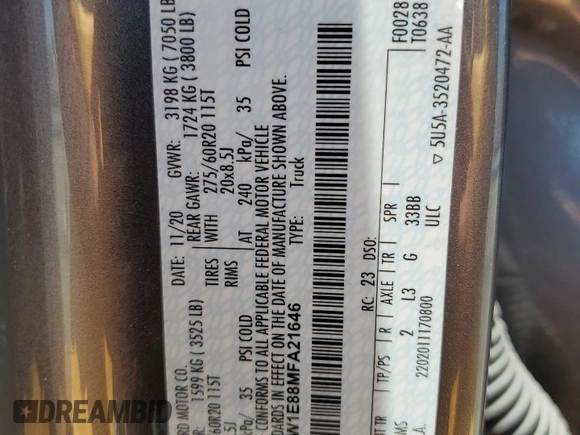 RD MOTOR CO.
DATE: 11/20 GVWR: 3198 KG ( 7050 LB
1599 KG ( 3525 LB) REAR GAWR: 1724 KG ( 3800 LB)
60R20 115T TIRES WITH 275/60R20 115T
RIMS 20x8.5J
kPa/ 35 PSI COLD AT 240 kPa/ 35 PSI COLD
CONFORMS TO ALL APPLICABLE FEDERAL MOTOR VEHICLE
IN EFFECT ON THE DATE OF MANUFACTURE SHOWN ABOVE.
W1E88MFA21646 TYPE: Truck
F0028
T0638
RC: 23 DSO:
TR TP/PS R AXLE TR SPR
MS 2 L3 G 33BB
2202011170800 ULC
5U5A-3520472-AA
DREAMBID